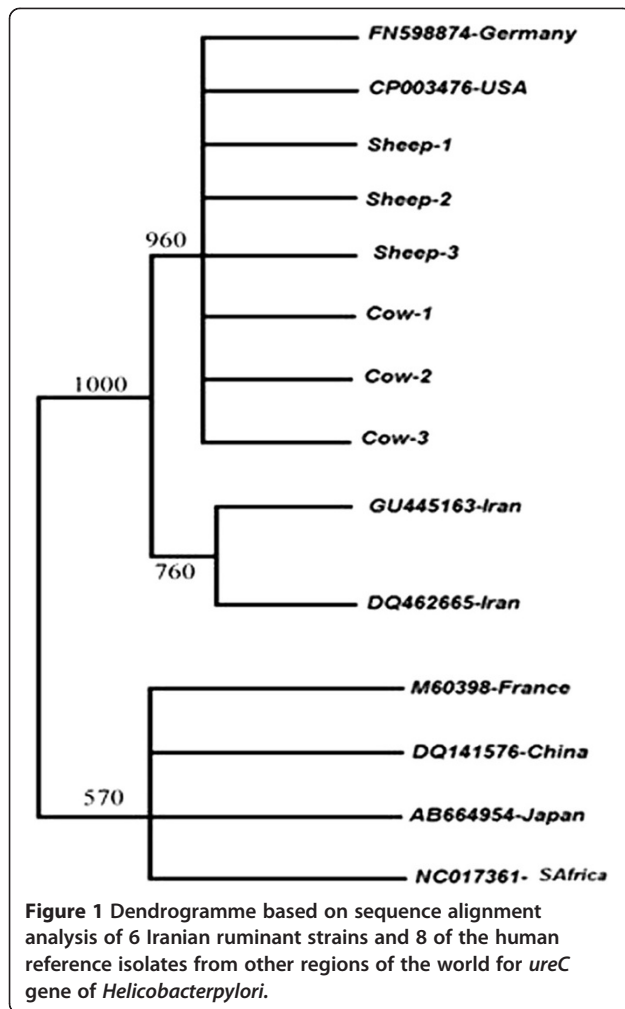 FN598874-Germany
CP003476-USA
Sheep-1
Sheep-2
960
Sheep-3
Cow-1
Cow-2
1000
Cow-3
GU445163-Iran
760
DQ462665-Iran
M60398-France
DQ141576-China
570
AB664954-Japan
NC017361- SAfrica
Figure 1 Dendrogramme based on sequence alignment
analysis of 6 Iranian ruminant strains and 8 of the human
reference isolates from other regions of the world for ureC
gene of Helicobacterpylori.